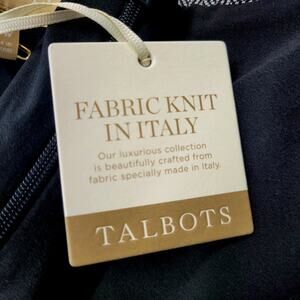 FABRIC KNIT
IN ITALY
Our luxurious collection
is beautifully crafted from
fabric specially made in Italy.
TALBOTS